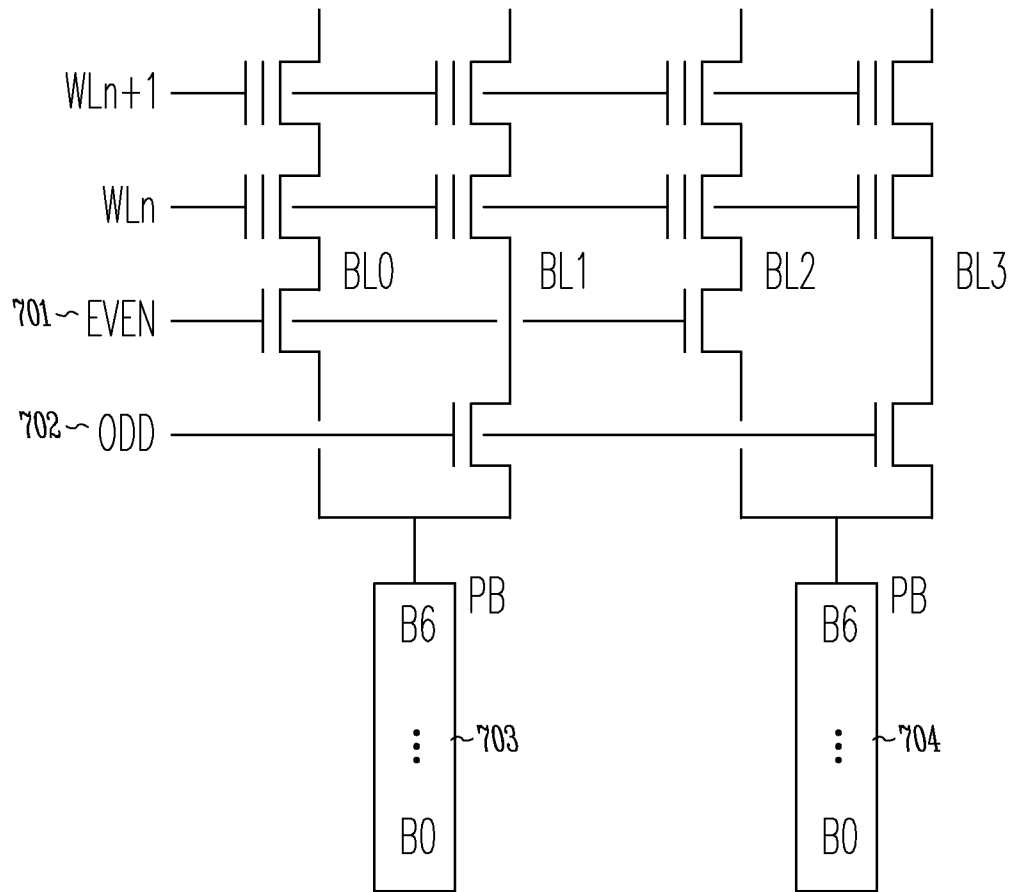 WLn+1
WLn
BL0 BL1 BL2 BL3
701 EVEN
702 ODD
PB PB
B6 B6
703 704
B0 B0